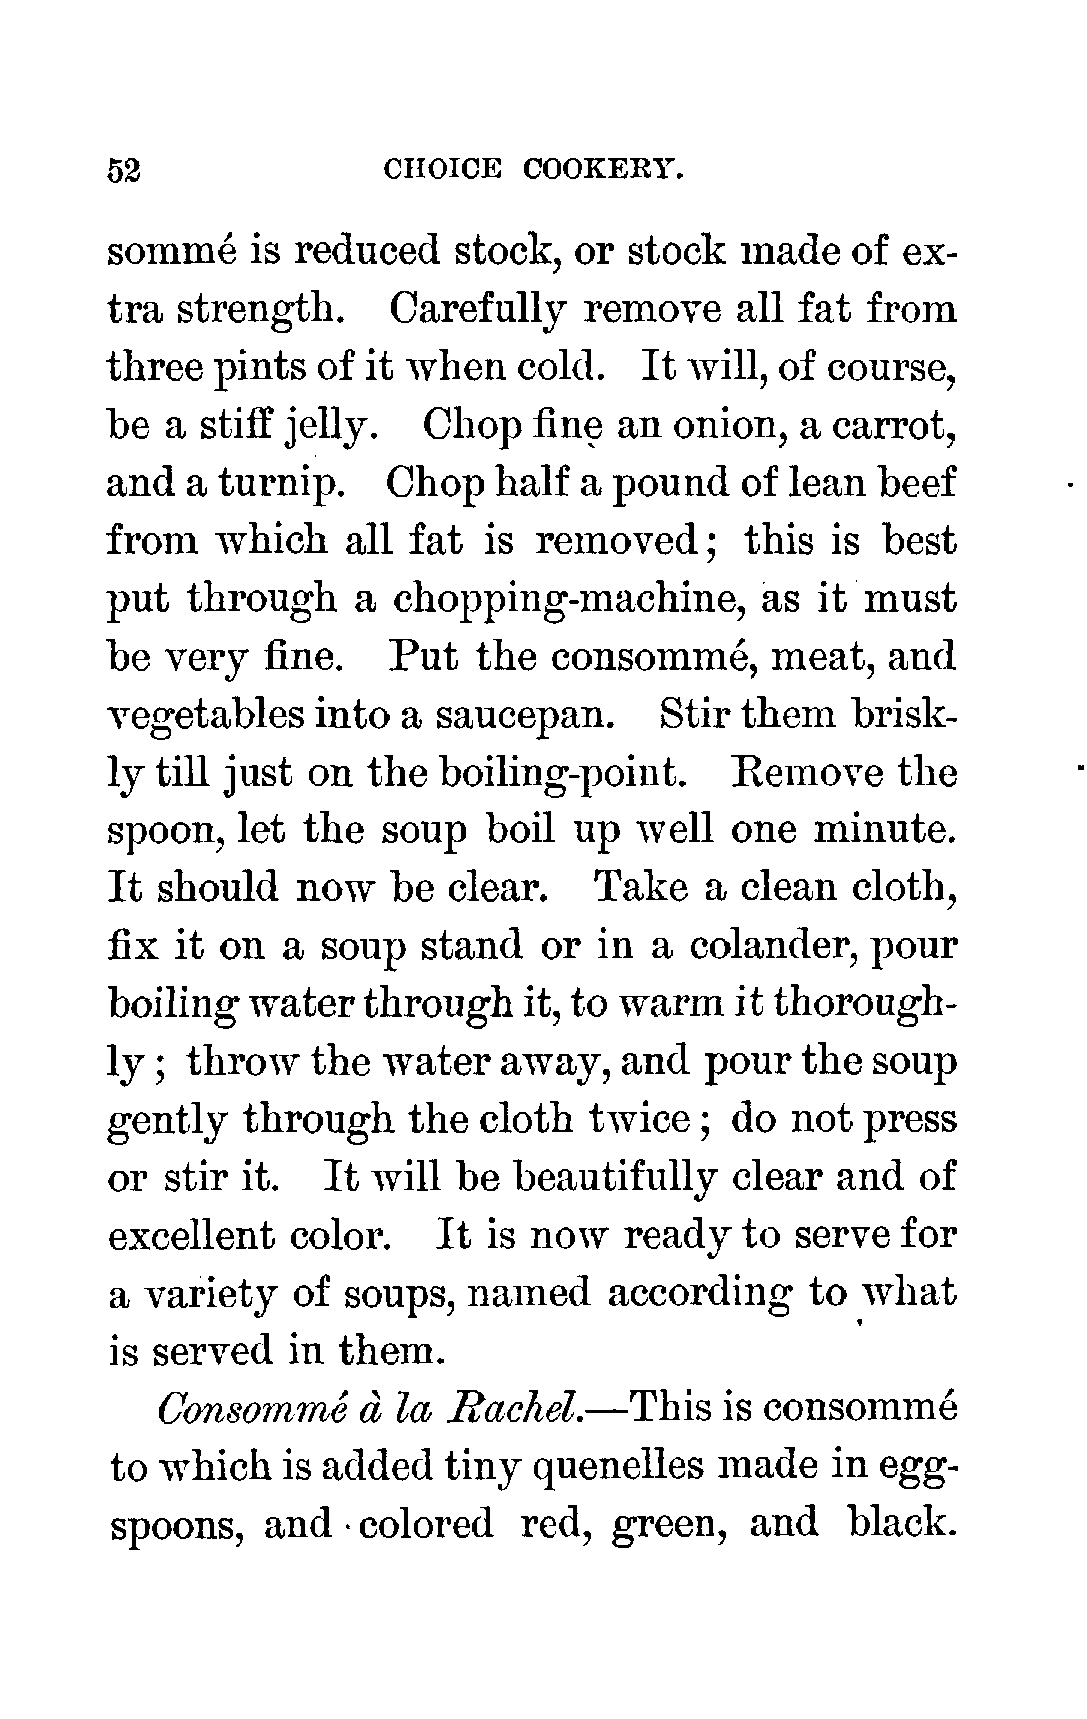 52 CHOICE COOKERY.
sommé is reduced stock, or stock made of ex-
tra strength. Carefully remove all fat from
three pints of it when cold. It will, of course,
be a stiff jelly. Chop fine an onion, a carrot,
and a turnip. Chop half a pound of lean beef
from which all fat is removed; this is best
put through a chopping-machine, as it must
be very fine. Put the consommé, meat, and
vegetables into a saucepan. Stir them brisk-
ly till just on the boiling-point. Remove the
spoon, let the soup boil up well one minute.
It should now be clear. Take a clean cloth,
fix it on a soup stand or in a colander, pour
boiling water through it, to warm it thorough-
ly; throw the water away, and pour the soup
gently through the cloth twice; do not press
or stir it. It will be beautifully clear and of
excellent color. It is now ready to serve for
a variety of soups, named according to what
is served in them.
Consommé à la Rachel.—This is consommé
to which is added tiny quenelles made in egg-
spoons, and colored red, green, and black.